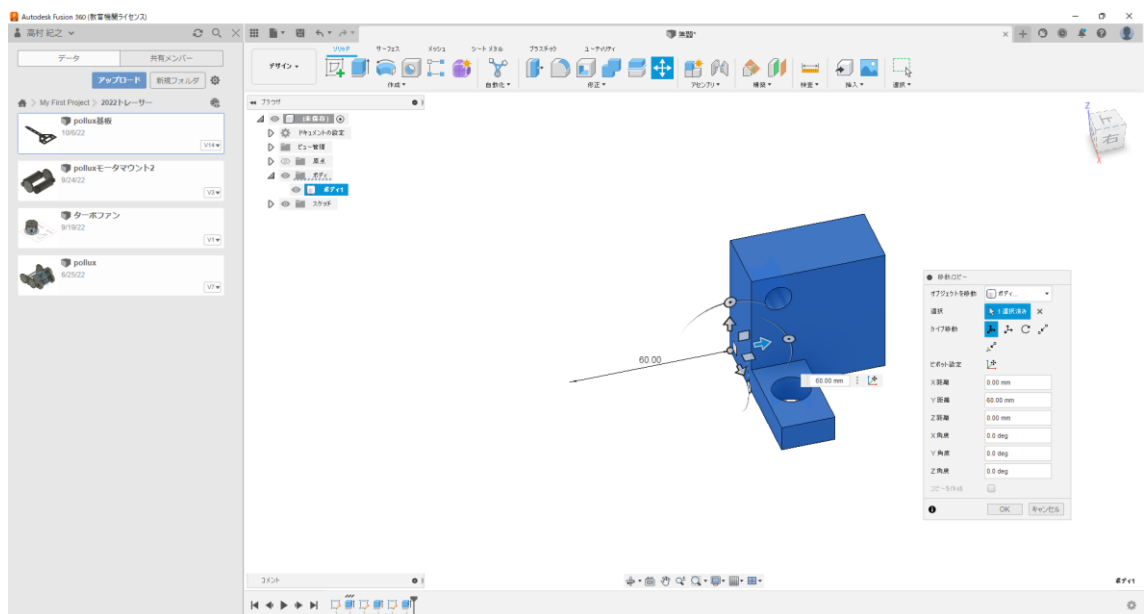 Autodesk Fusion 360 (教育機関ライセンス)
高村 紀之
無題*
データ
共有メンバー
アップロード
新規フォルダ
My First Project > 2022トレーサー
pollux基板
10/6/22
V14
polluxモータマウント2
9/24/22
V3
ターボファン
9/19/22
V1
pollux
6/25/22
V7
デザイン
ソリッド
サーフェス
メッシュ
シート メタル
プラスチック
ユーティリティ
作成
自動化
修正
アセンブリ
構築
検査
挿入
選択
ブラウザ
(未保存)
ドキュメントの設定
ビュー管理
原点
ボディ
ボディ1
スケッチ
Z
上
右
X
60.00
60.00 mm
移動/コピー
オブジェクトを移動
ボディ...
選択
1 選択済み
タイプ移動
ピボット設定
X 距離
0.00 mm
Y 距離
60.00 mm
Z 距離
0.00 mm
X 角度
0.0 deg
Y 角度
0.0 deg
Z 角度
0.0 deg
コピーを作成
OK
キャンセル
コメント
ボディ1